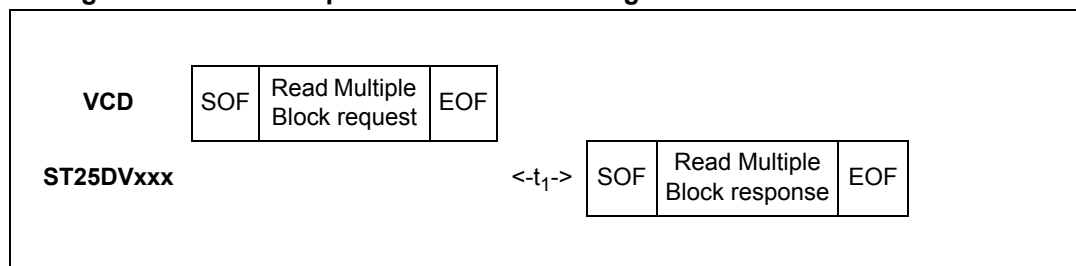 VCD
SOF
Read Multiple
Block request
EOF
ST25DVxxx
<-t1->
SOF
Read Multiple
Block response
EOF